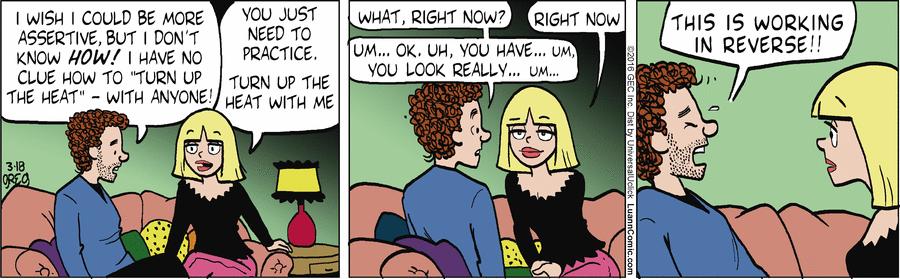 I WISH I COULD BE MORE
ASSERTIVE, BUT I DON'T
KNOW HOW! I HAVE NO
CLUE HOW TO "TURN UP
THE HEAT" - WITH ANYONE!
YOU JUST
NEED TO
PRACTICE.
TURN UP THE
HEAT WITH ME
3·18
GREG
WHAT, RIGHT NOW?
RIGHT NOW
UM... OK. UH, YOU HAVE... UM,
YOU LOOK REALLY... UM...
©2016 GEC Inc. Dist by UniversalUclick LuannComic.com
THIS IS WORKING
IN REVERSE!!